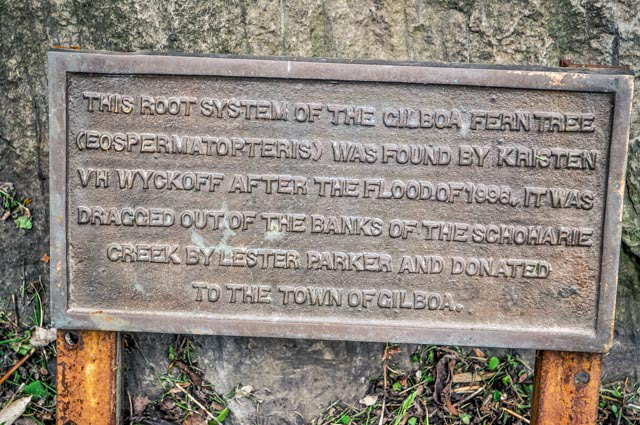 THIS ROOT SYSTEM OF THE GILBOA FERN TREE
(EOSPERMATOPTERIS) WAS FOUND BY KRISTEN
VH WYCKOFF AFTER THE FLOOD OF 1996. IT WAS
DRAGGED OUT OF THE BANKS OF THE SCHOHARIE
CREEK BY LESTER PARKER AND DONATED
TO THE TOWN OF GILBOA.